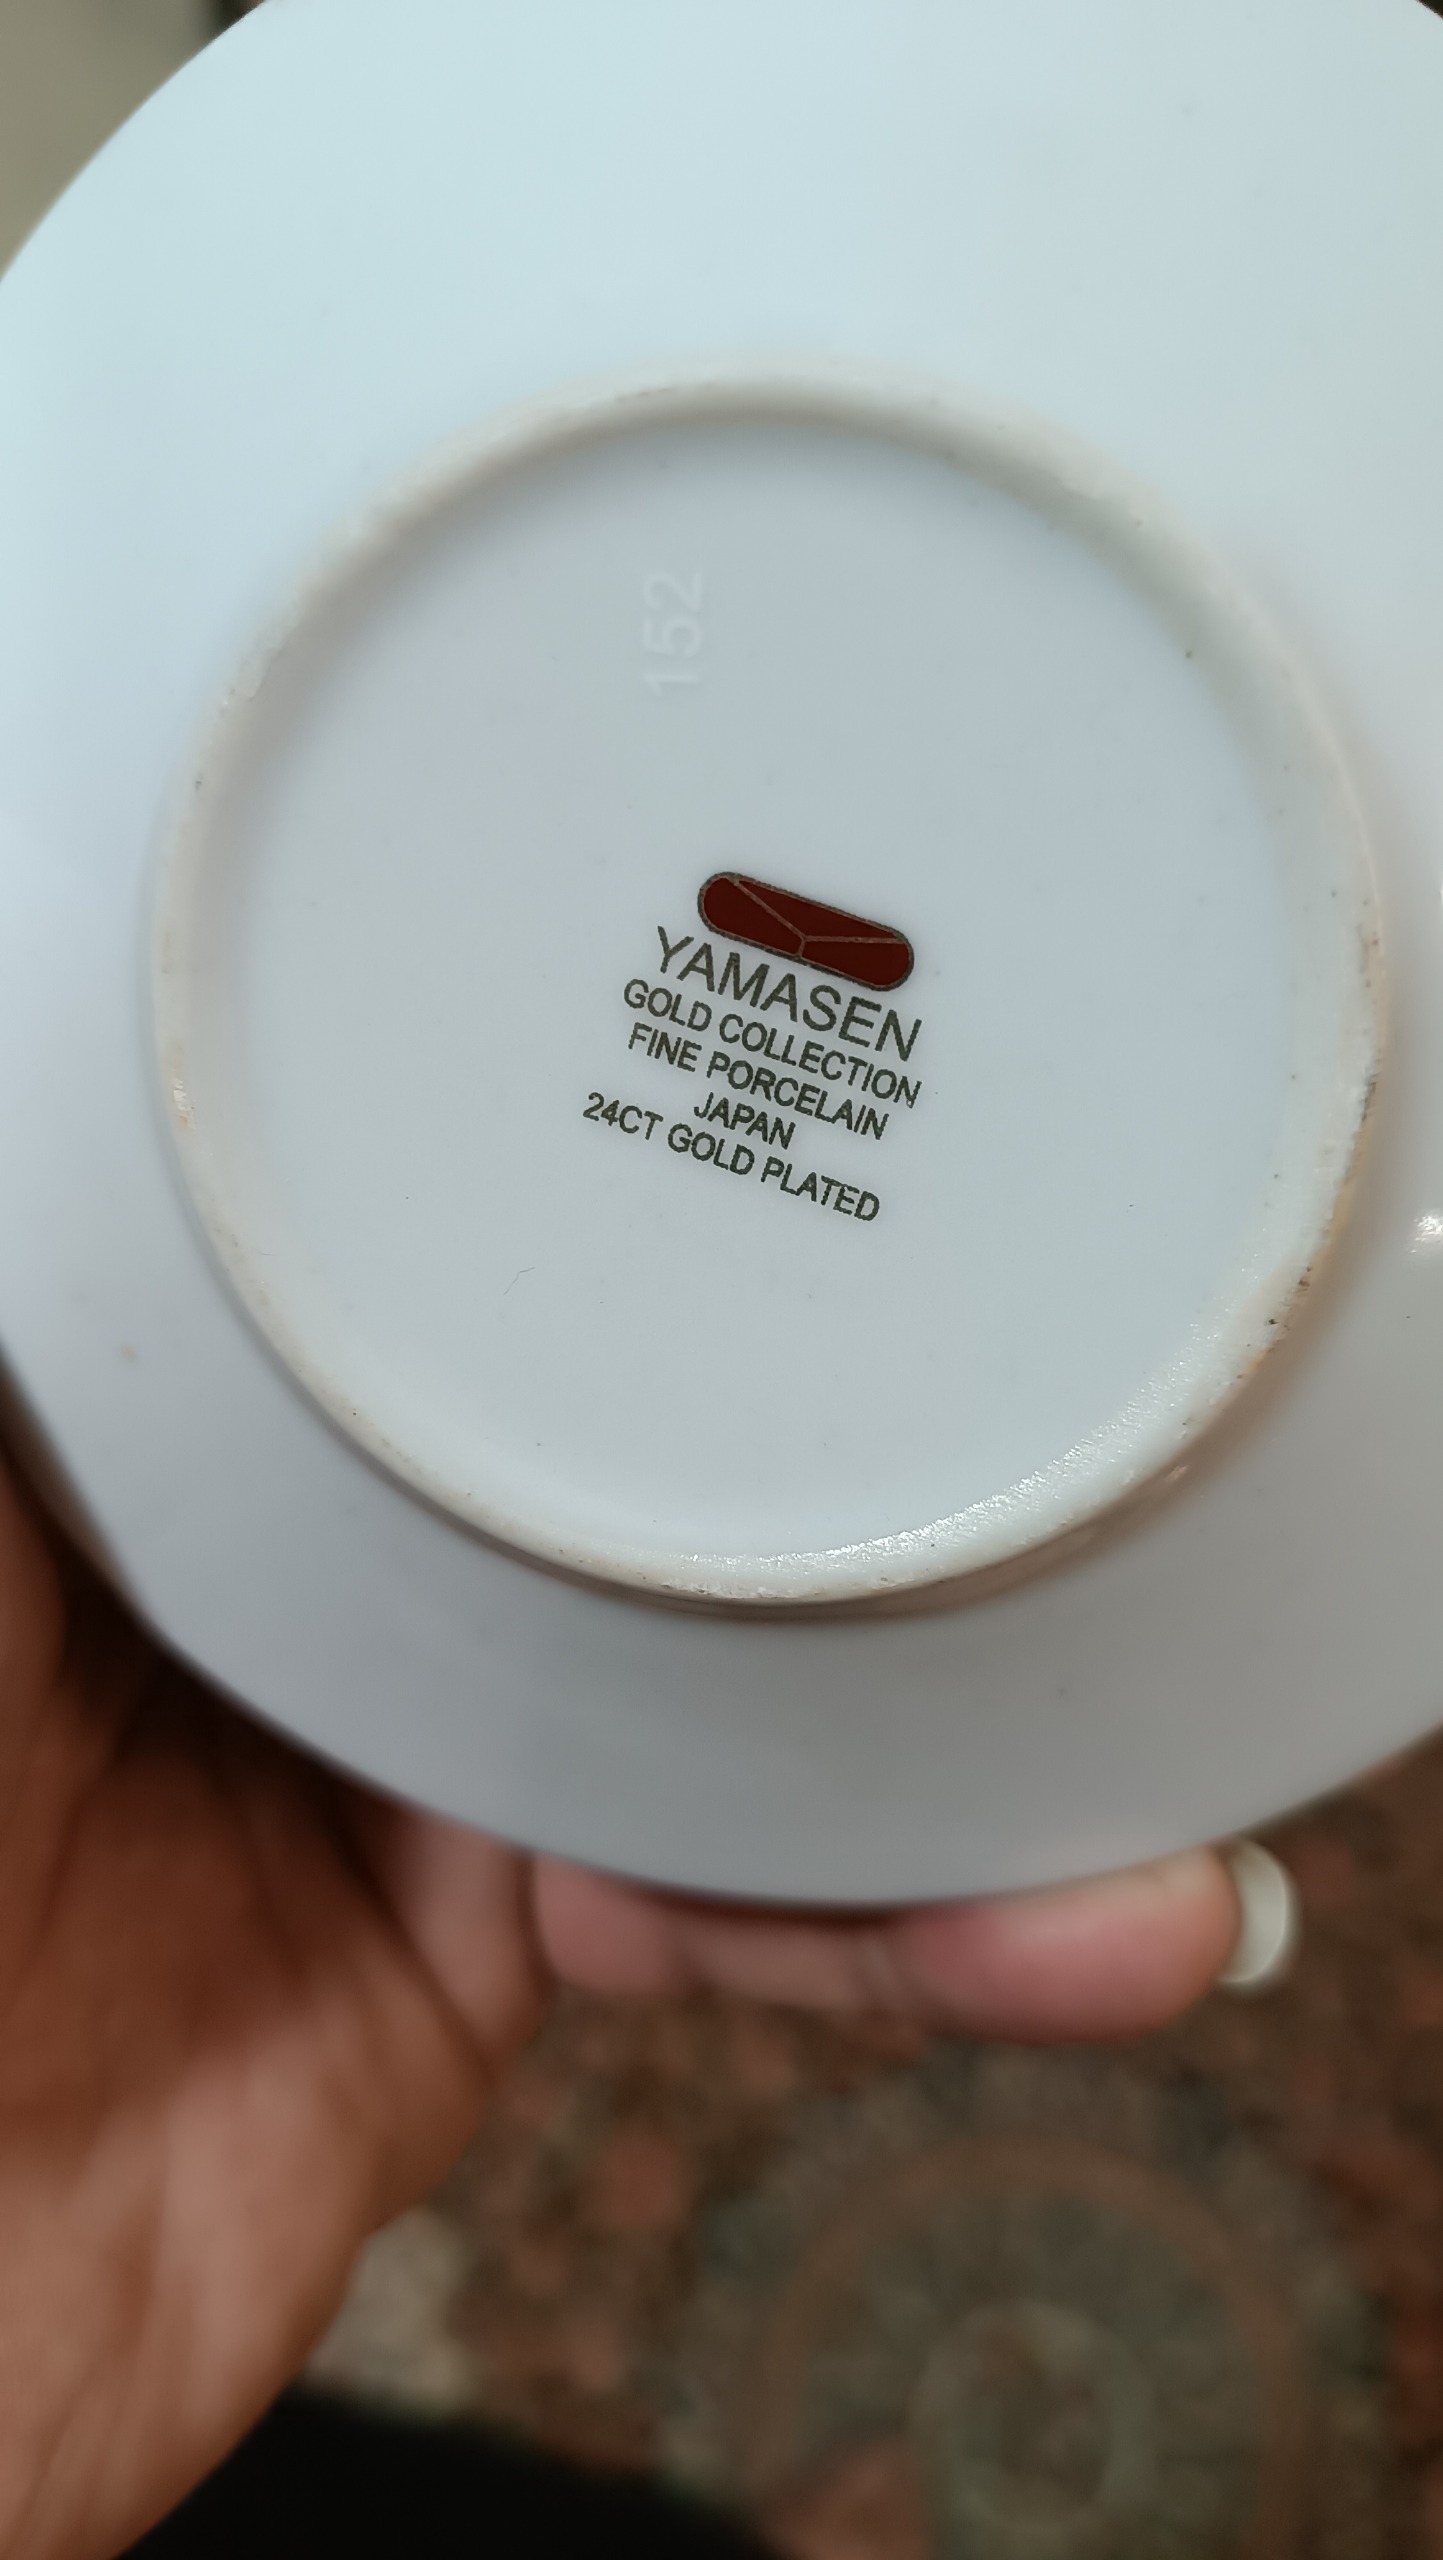 152
YAMASEN
GOLD COLLECTION
FINE PORCELAIN
JAPAN
24CT GOLD PLATED